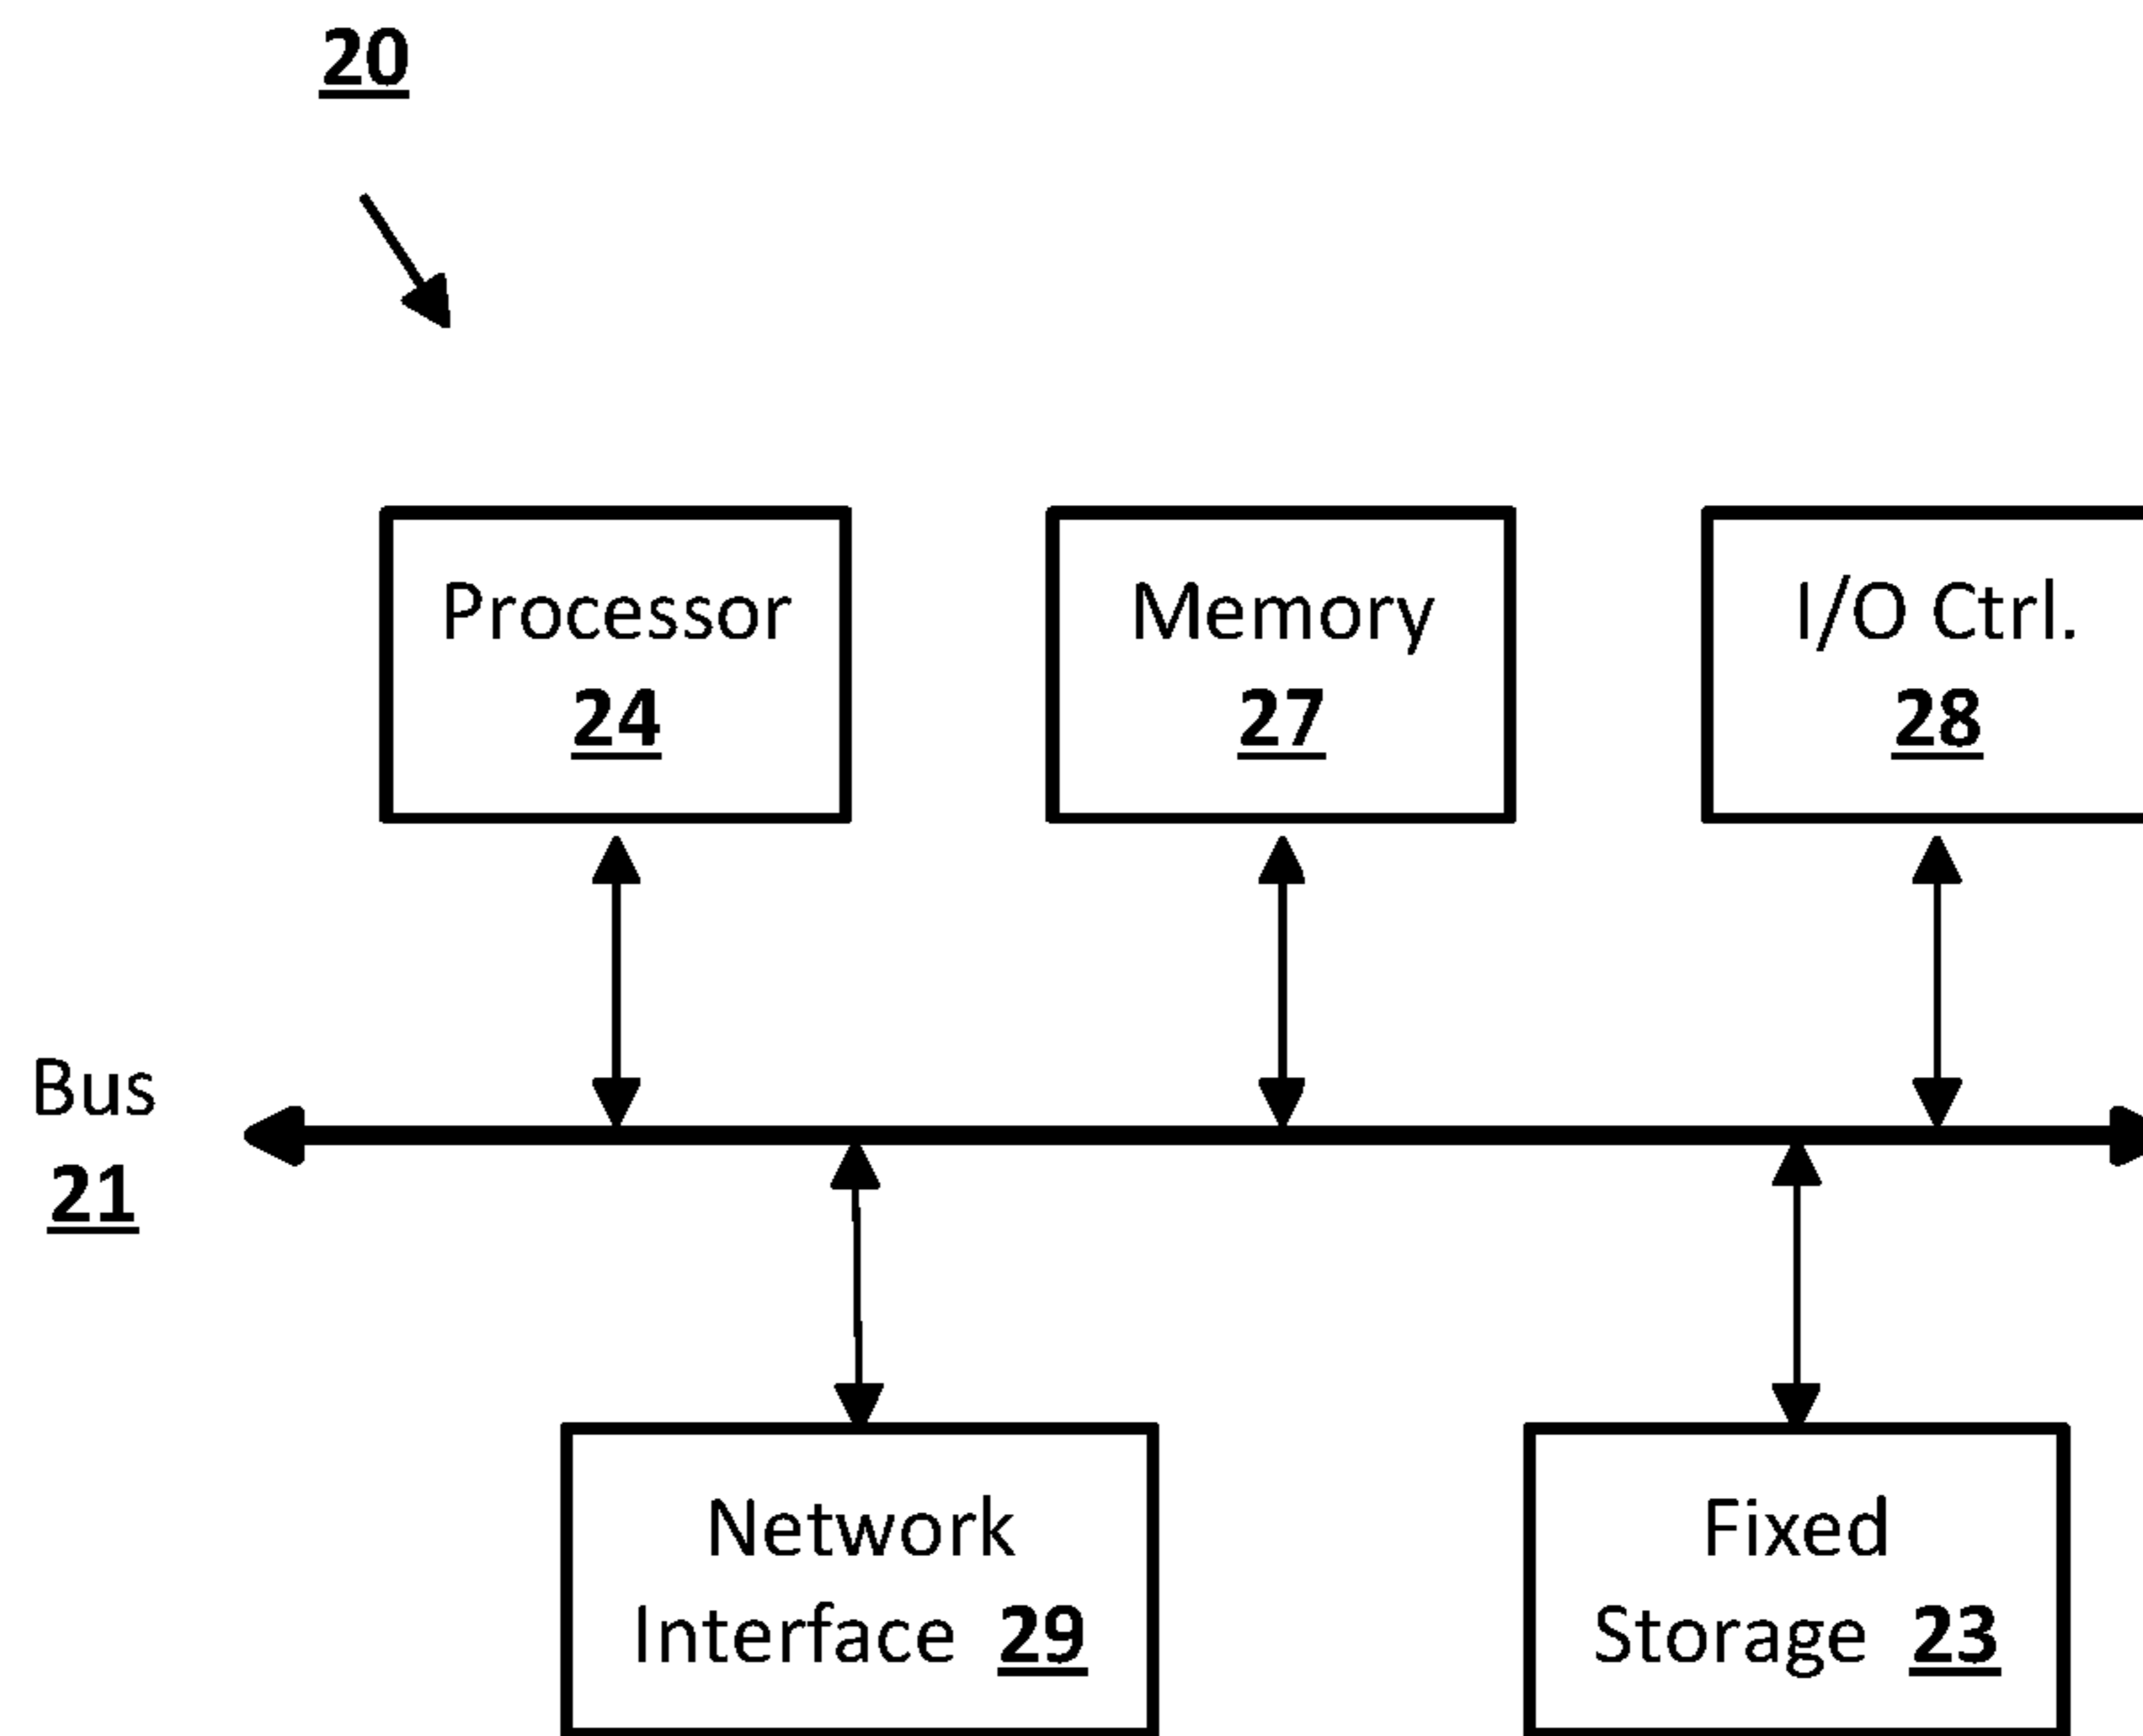 20
Processor
24
Memory
27
I/O Ctrl.
28
Bus
21
Network
Interface 29
Fixed
Storage 23